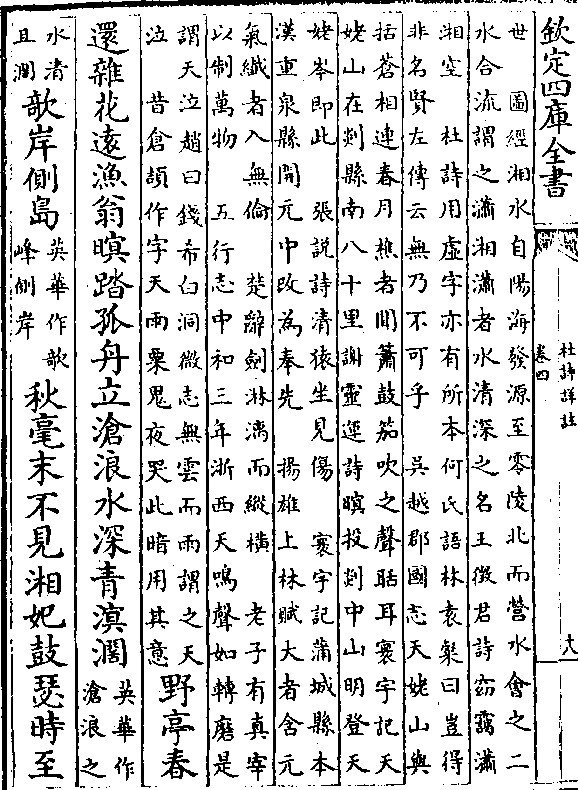 欽定四庫全書
杜詩詳註
卷四
十八
世　圖經湘水自陽海發源至零陵北而營水會之二
水合流謂之瀟湘瀟者水清深之名王徵君詩窈靄瀟
湘空　杜詩用虛字亦有所本何氏語林袁粲曰豈得
非名賢左傳云無乃不可乎　吳越郡國志天姥山與
括蒼相連春月樵者聞簫鼓笳吹之聲聒耳寰宇記天
姥山在剡縣南八十里謝靈運詩暝投剡中山明登天
姥岑即此　張説詩清猿坐見傷　寰宇記蒲城縣本
漢重泉縣開元中改為奉先　揚雄上林賦大者含元
氣纎者入無倫　楚辭劍淋漓而縱橫　老子有真宰
以制萬物　五行志中和三年浙西天鳴聲如轉磨是
謂天泣趙曰錢希白洞微志無雲而雨謂之天
泣　昔倉頡作字天雨粟鬼夜哭此暗用其意
野亭春
還雜花遠漁翁暝踏孤舟立滄浪水深青溟濶
英華作
滄浪之
水清
且濶
歌岸側島
英華作歌
峰側岸
秋毫末不見湘妃鼓瑟時至